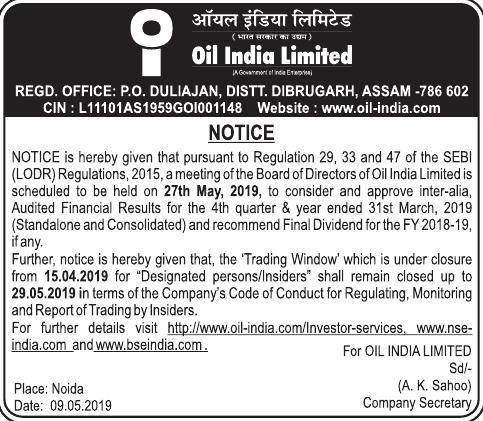 ऑयल इंडिया लिमिटेड
(भारत सरकार का उद्यम)
Oil India Limited
(A Government of India Enterprise)
REGD. OFFICE: P.O. DULIAJAN, DISTT. DIBRUGARH, ASSAM -786 602
CIN : L11101AS1959GOI001148 Website : www.oil-india.com
NOTICE
NOTICE is hereby given that pursuant to Regulation 29, 33 and 47 of the SEBI
(LODR) Regulations, 2015, a meeting of the Board of Directors of Oil India Limited is
scheduled to be held on 27th May, 2019, to consider and approve inter-alia,
Audited Financial Results for the 4th quarter & year ended 31st March, 2019
(Standalone and Consolidated) and recommend Final Dividend for the FY 2018-19,
if any.
Further, notice is hereby given that, the 'Trading Window' which is under closure
from 15.04.2019 for "Designated persons/Insiders" shall remain closed up to
29.05.2019 in terms of the Company's Code of Conduct for Regulating, Monitoring
and Report of Trading by Insiders.
For further details visit http://www.oil-india.com/Investor-services, www.nse-
india.com and www.bseindia.com .
For OIL INDIA LIMITED
Sd/-
(A. K. Sahoo)
Place: Noida
Date: 09.05.2019 Company Secretary